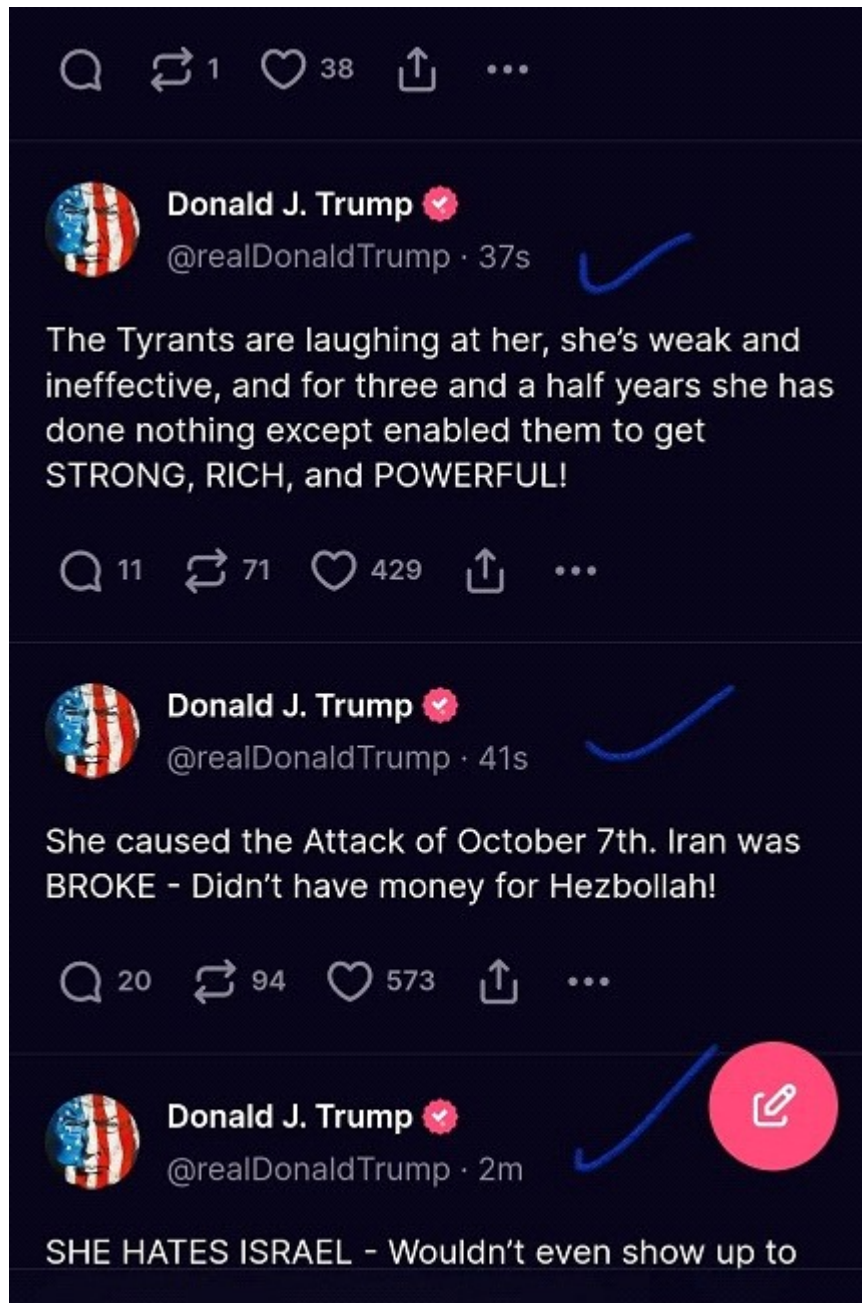 1 38
Donald J. Trump
@realDonaldTrump · 37s
The Tyrants are laughing at her, she’s weak and
ineffective, and for three and a half years she has
done nothing except enabled them to get
STRONG, RICH, and POWERFUL!
11 71 429
Donald J. Trump
@realDonaldTrump · 41s
She caused the Attack of October 7th. Iran was
BROKE - Didn’t have money for Hezbollah!
20 94 573
Donald J. Trump
@realDonaldTrump · 2m
SHE HATES ISRAEL - Wouldn’t even show up to